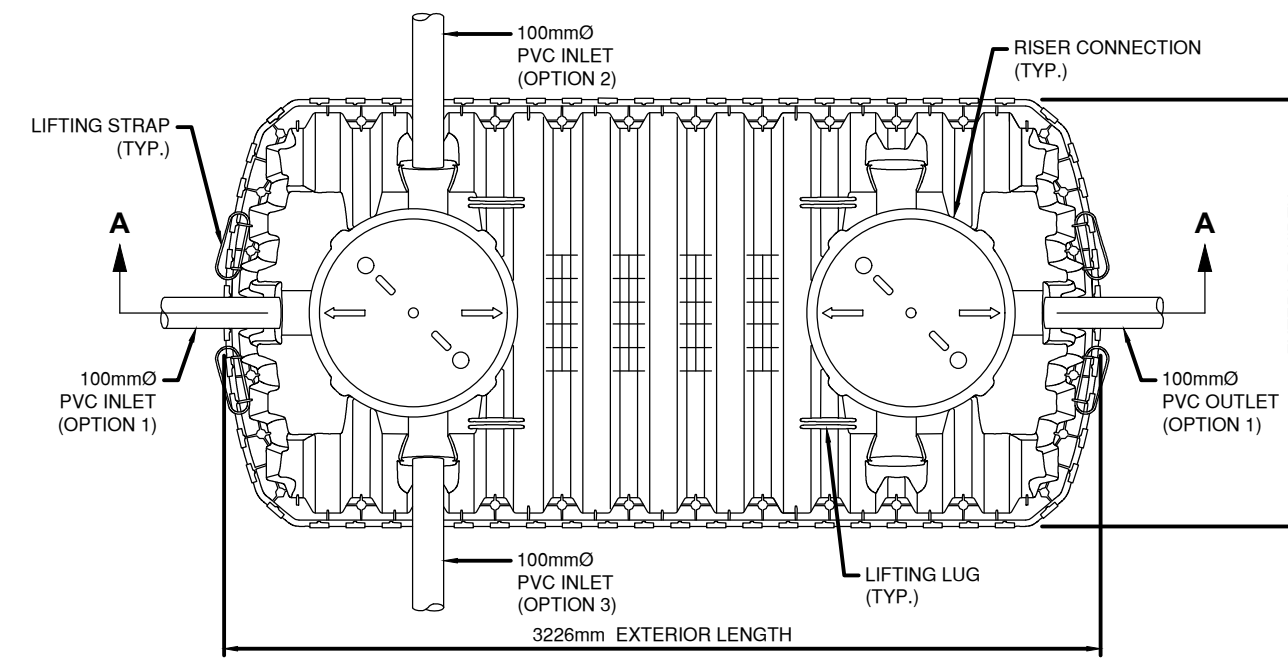 100mmØ
PVC INLET
(OPTION 2)
RISER CONNECTION
(TYP.)
LIFTING STRAP
(TYP.)
A
A
100mmØ
PVC INLET
(OPTION 1)
100mmØ
PVC OUTLET
(OPTION 1)
100mmØ
PVC INLET
(OPTION 3)
LIFTING LUG
(TYP.)
3226mm EXTERIOR LENGTH